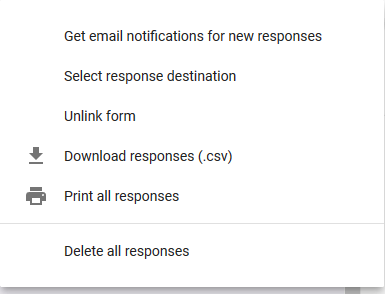 Get email notifications for new responses
Select response destination
Unlink form
Download responses (.csv)
Print all responses
Delete all responses